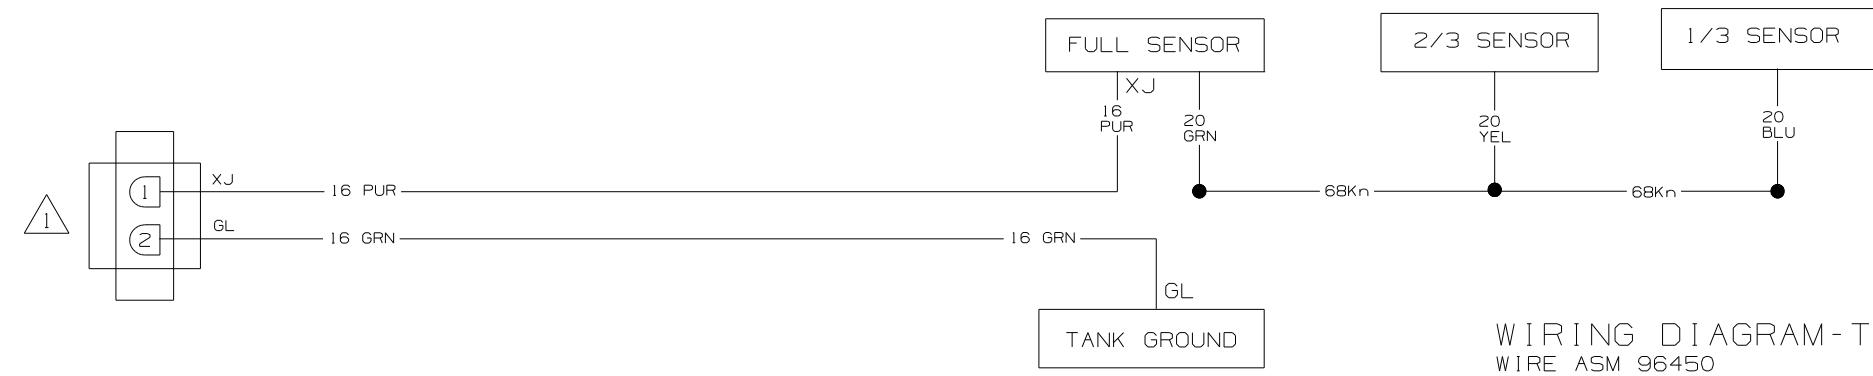 FULL SENSOR
2/3 SENSOR
1/3 SENSOR
XJ
16
PUR
20
GRN
20
YEL
20
BLU
1
XJ
16 PUR
68Kn
68Kn
1
2
GL
16 GRN
16 GRN
GL
TANK GROUND
WIRING DIAGRAM-T
WIRE ASM 96450